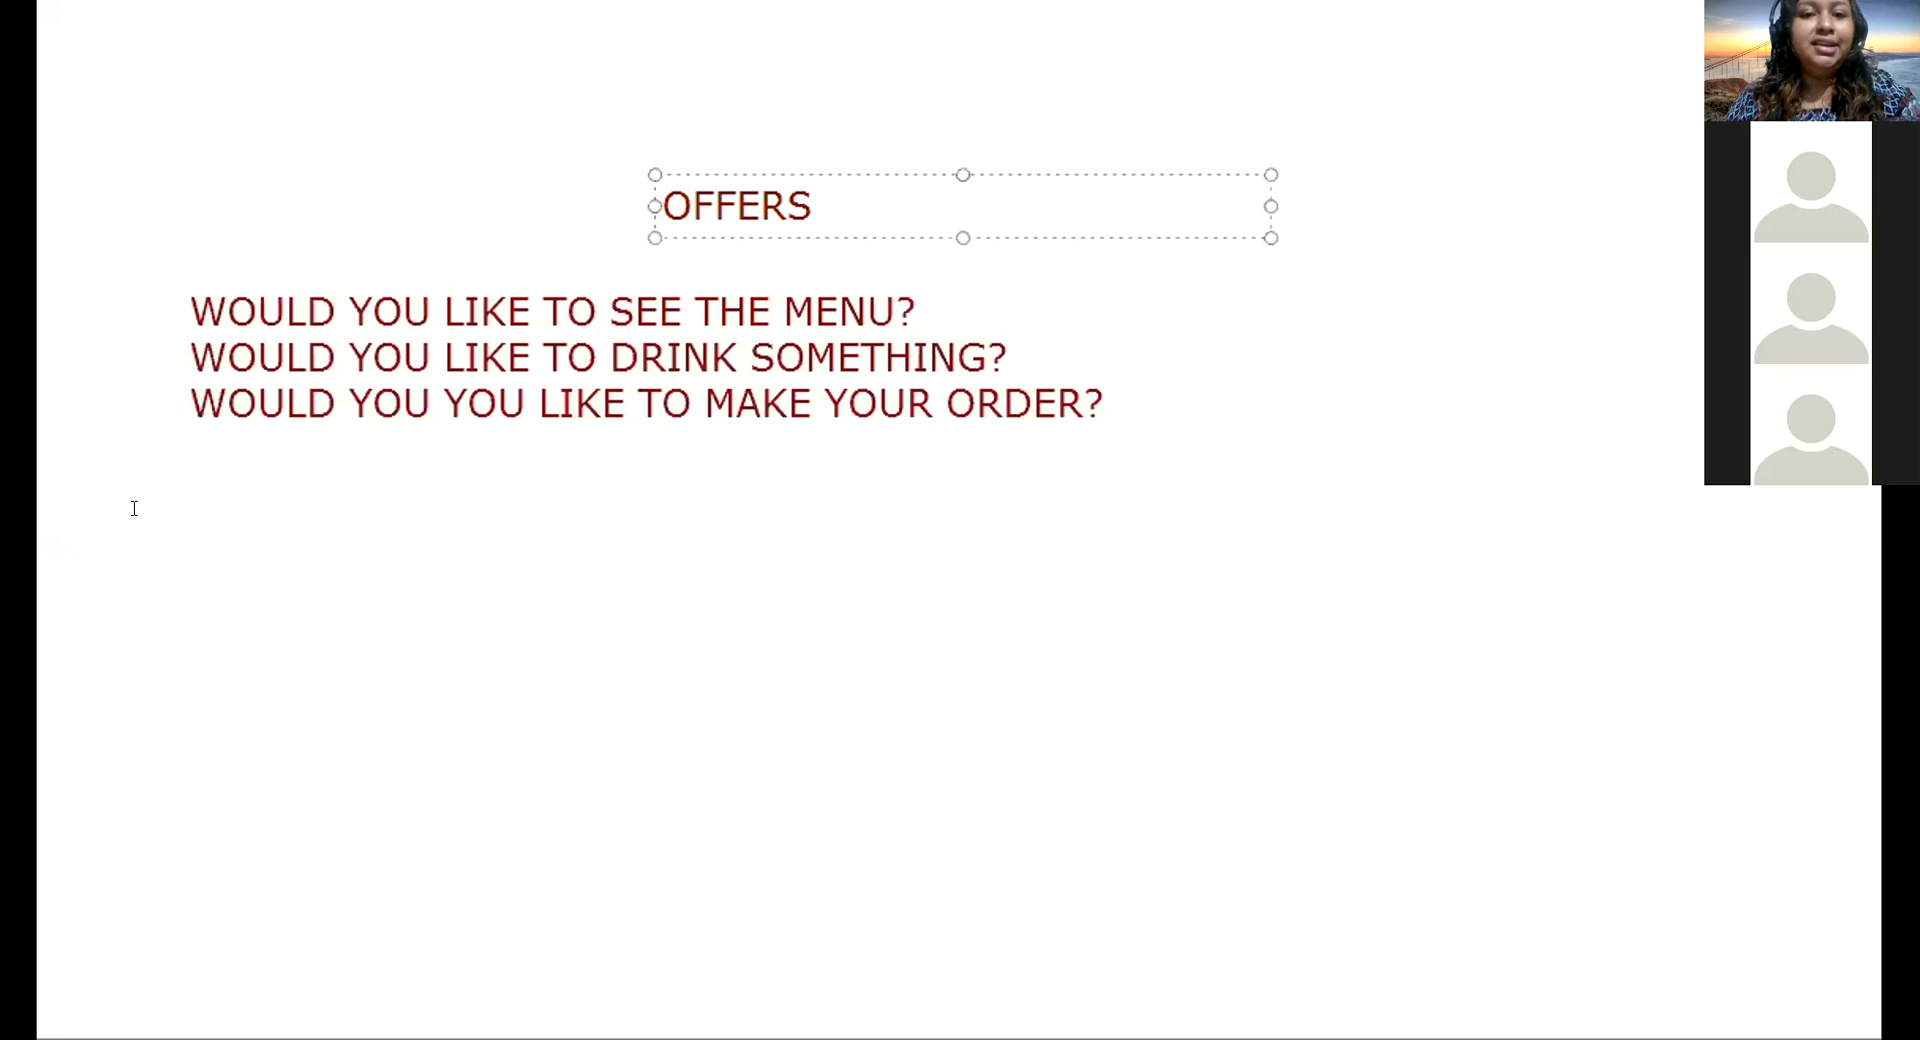 OFFERS
WOULD YOU LIKE TO SEE THE MENU?
WOULD YOU LIKE TO DRINK SOMETHING?
WOULD YOU YOU LIKE TO MAKE YOUR ORDER?